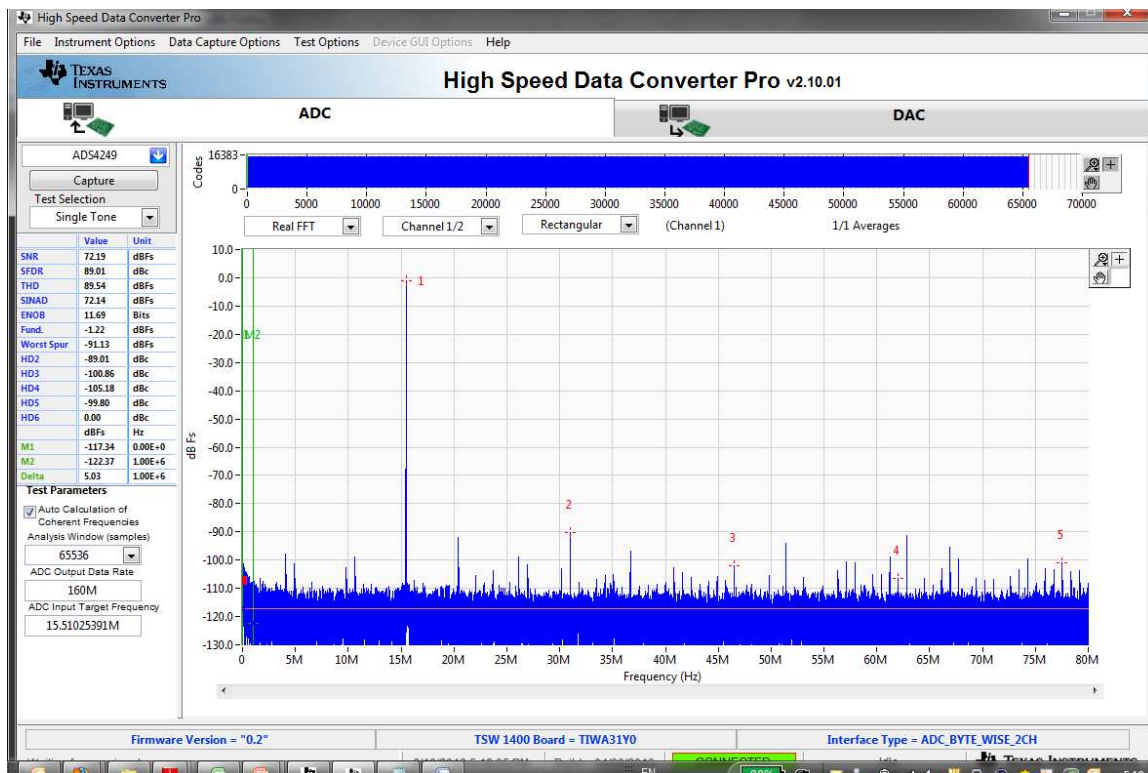 High Speed Data Converter Pro
File Instrument Options Data Capture Options Test Options Device GUI Options Help
TEXAS INSTRUMENTS
High Speed Data Converter Pro v2.10.01
ADC
DAC
ADS4249
Capture
Test Selection
Single Tone
Value Unit
SNR 72.19 dBFs
SFDR 89.01 dBc
THD 89.54 dBFs
SINAD 72.14 dBFs
ENOB 11.69 Bits
Fund. -1.22 dBFs
Worst Spur -91.13 dBFs
HD2 -89.01 dBc
HD3 -100.86 dBc
HD4 -105.18 dBc
HD5 -99.80 dBc
HD6 0.00 dBc
dBFs Hz
M1 -117.34 0.00E+0
M2 -122.37 1.00E+6
Delta 5.03 1.00E+6
Test Parameters
Auto Calculation of
Coherent Frequencies
Analysis Window (samples)
65536
ADC Output Data Rate
160M
ADC Input Target Frequency
15.51025391M
Codes
16383
0
0 5000 10000 15000 20000 25000 30000 35000 40000 45000 50000 55000 60000 65000 70000
Real FFT Channel 1/2 Rectangular (Channel 1) 1/1 Averages
10.0
0.0
-10.0
-20.0
-30.0
-40.0
-50.0
-60.0
-70.0
-80.0
-90.0
-100.0
-110.0
-120.0
-130.0
dB Fs
M2
1
2
3
4
5
0 5M 10M 15M 20M 25M 30M 35M 40M 45M 50M 55M 60M 65M 70M 75M 80M
Frequency (Hz)
Firmware Version = "0.2" TSW 1400 Board = TIWA31Y0 Interface Type = ADC_BYTE_WISE_2CH
CONNECTED
Idle
TEXAS INSTRUMENTS
EN